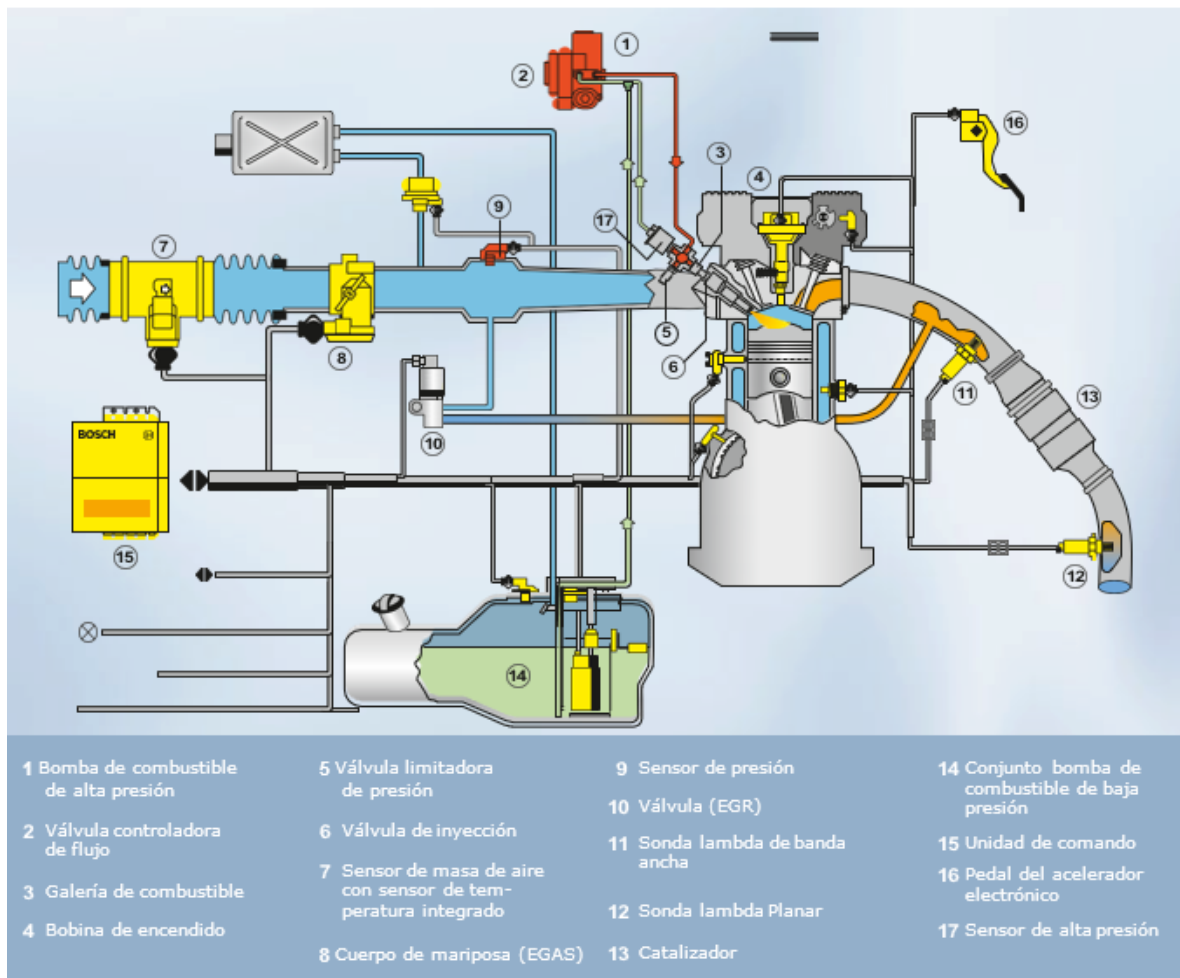 1
2
3
4
16
9
17
7
5
8
6
11
13
10
BOSCH
15
12
14
1 Bomba de combustible
de alta presión
2 Válvula controladora
de flujo
3 Galería de combustible
4 Bobina de encendido
5 Válvula limitadora
de presión
6 Válvula de inyección
7 Sensor de masa de aire
con sensor de tem-
peratura integrado
8 Cuerpo de mariposa (EGAS)
9 Sensor de presión
10 Válvula (EGR)
11 Sonda lambda de banda
ancha
12 Sonda lambda Planar
13 Catalizador
14 Conjunto bomba de
combustible de baja
presión
15 Unidad de comando
16 Pedal del acelerador
electrónico
17 Sensor de alta presión